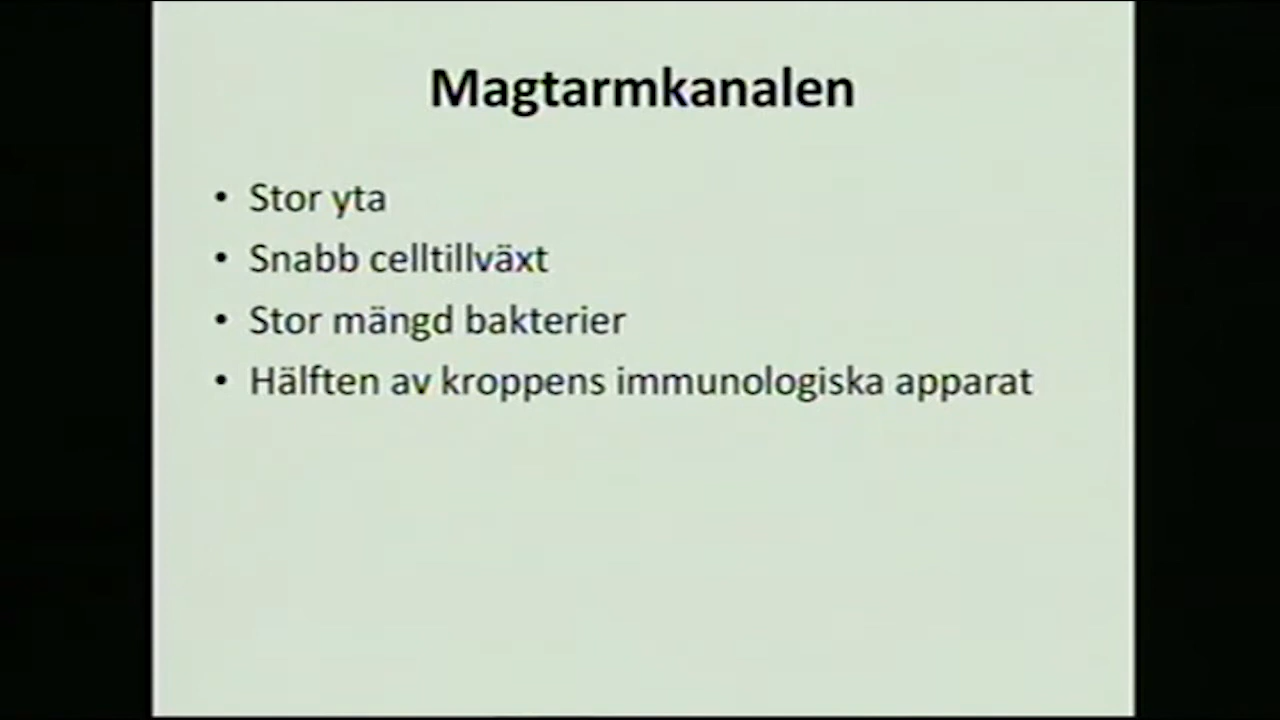 Magtarmkanalen
• Stor yta
• Snabb celltillväxt
• Stor mängd bakterier
• Hälften av kroppens immunologiska apparat